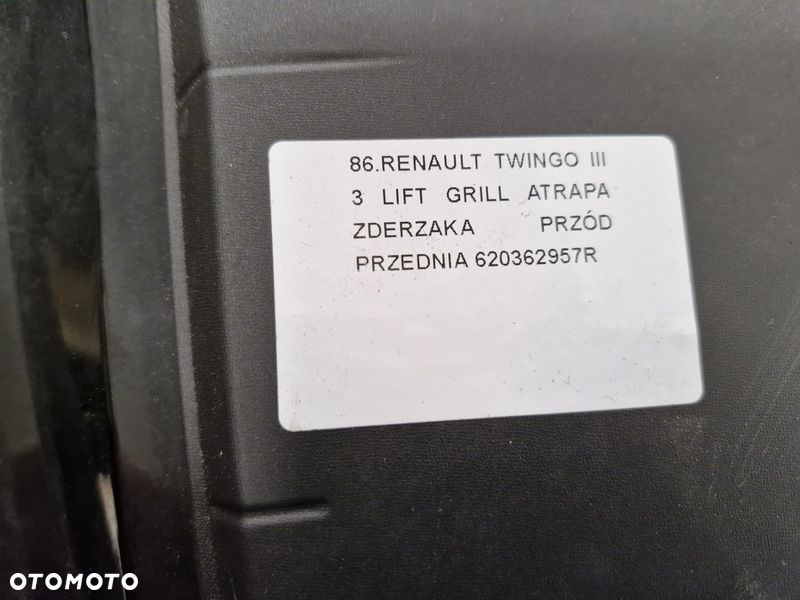 86.RENAULT TWINGO III
3 LIFT GRILL ATRAPA
ZDERZAKA PRZÓD
PRZEDNIA 620362957R
OTOMOTO